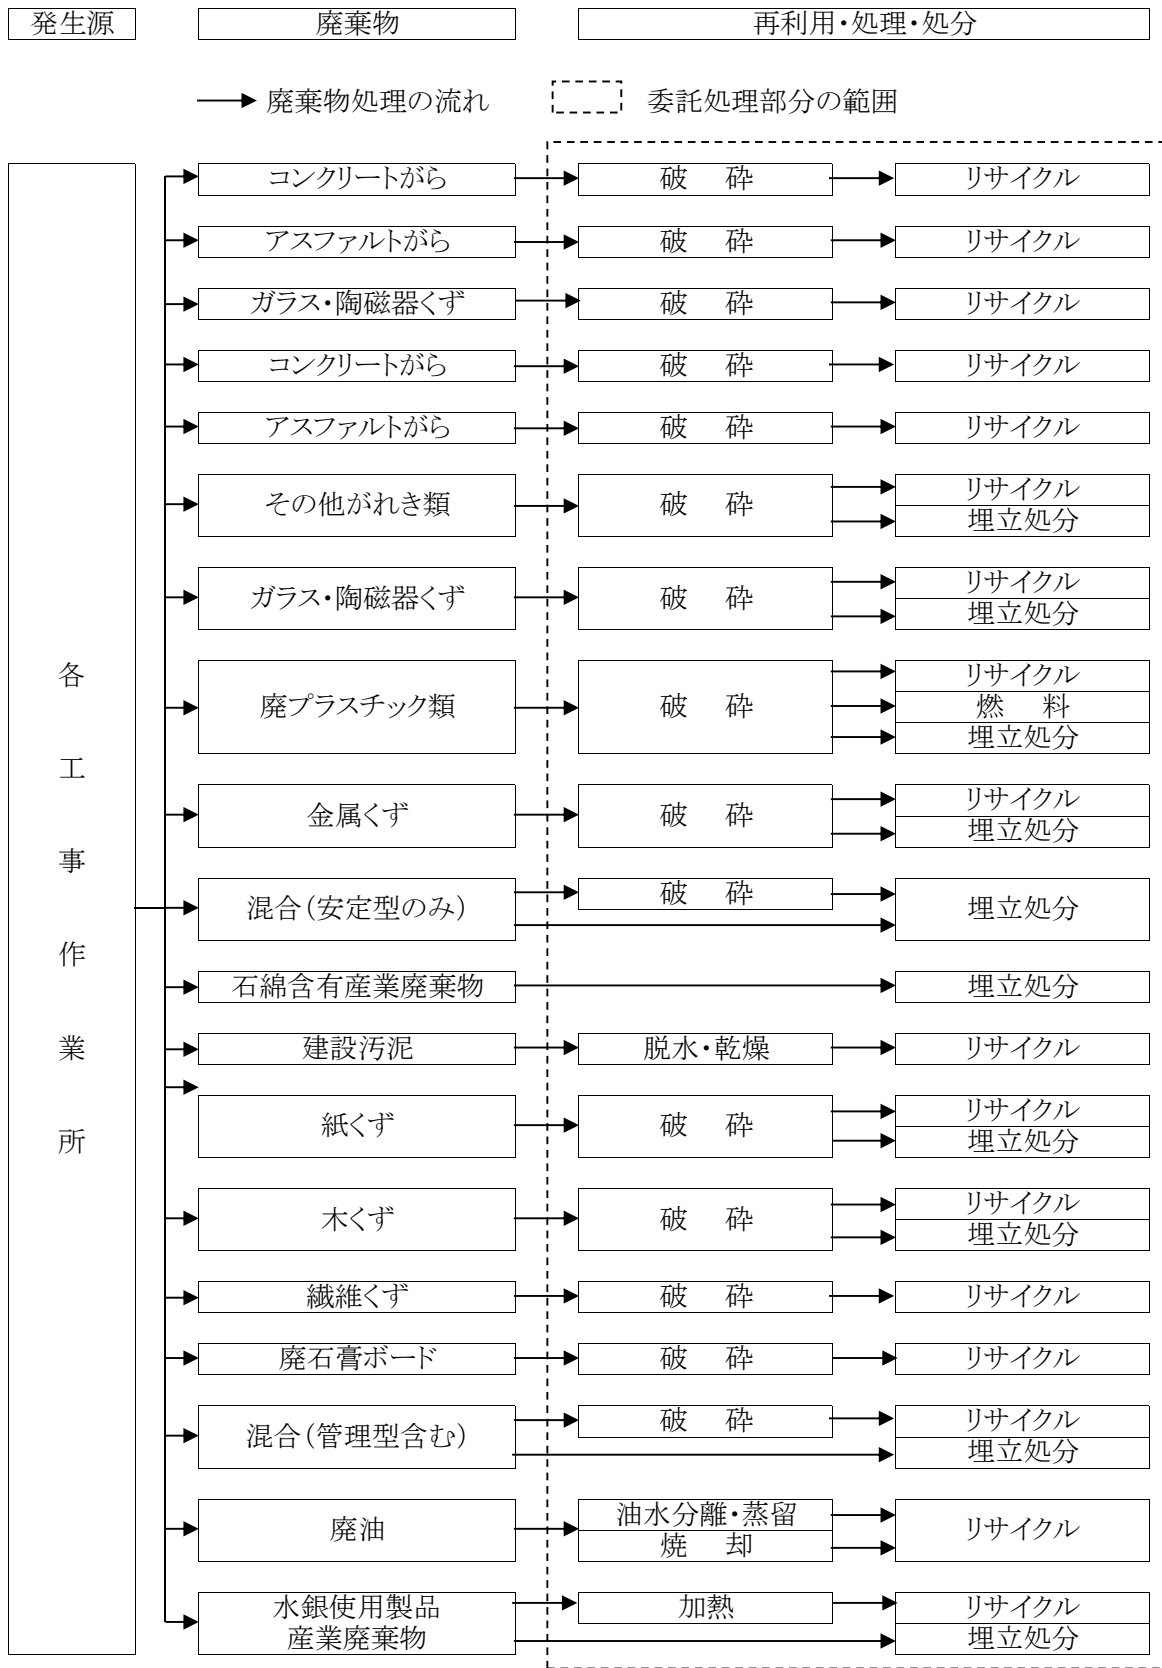 発生源 廃棄物 再利用・処理・処分
廃棄物処理の流れ 委託処理部分の範囲
各工事作業所
コンクリートがら 破 砕 リサイクル
アスファルトがら 破 砕 リサイクル
ガラス・陶磁器くず 破 砕 リサイクル
コンクリートがら 破 砕 リサイクル
アスファルトがら 破 砕 リサイクル
その他がれき類 破 砕 リサイクル
埋立処分
ガラス・陶磁器くず 破 砕 リサイクル
埋立処分
廃プラスチック類 破 砕 リサイクル
燃 料
埋立処分
金属くず 破 砕 リサイクル
埋立処分
混合(安定型のみ) 破 砕 埋立処分
石綿含有産業廃棄物 埋立処分
建設汚泥 脱水・乾燥 リサイクル
紙くず 破 砕 リサイクル
埋立処分
木くず 破 砕 リサイクル
埋立処分
繊維くず 破 砕 リサイクル
廃石膏ボード 破 砕 リサイクル
混合(管理型含む) 破 砕 リサイクル
埋立処分
廃油 油水分離・蒸留 リサイクル
焼 却
水銀使用製品 加熱 リサイクル
産業廃棄物 埋立処分